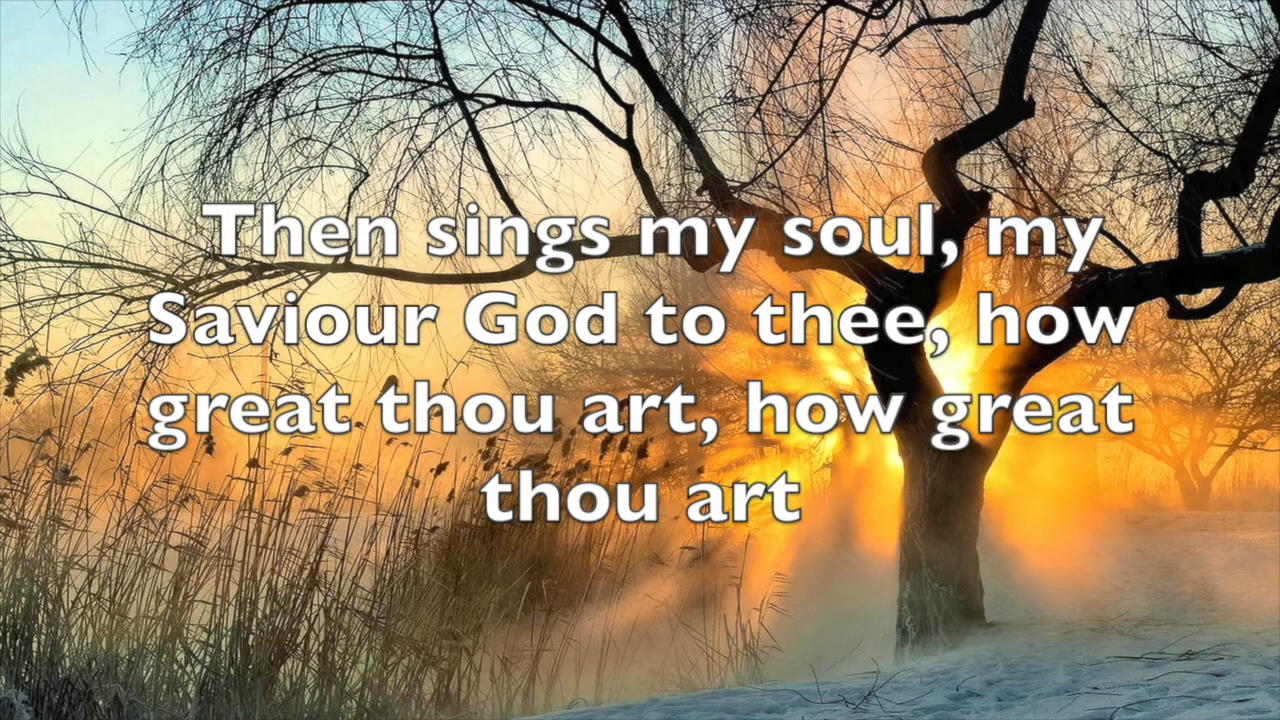 Then sings my soul, my
Saviour God to thee, how
great thou art, how great
thou art